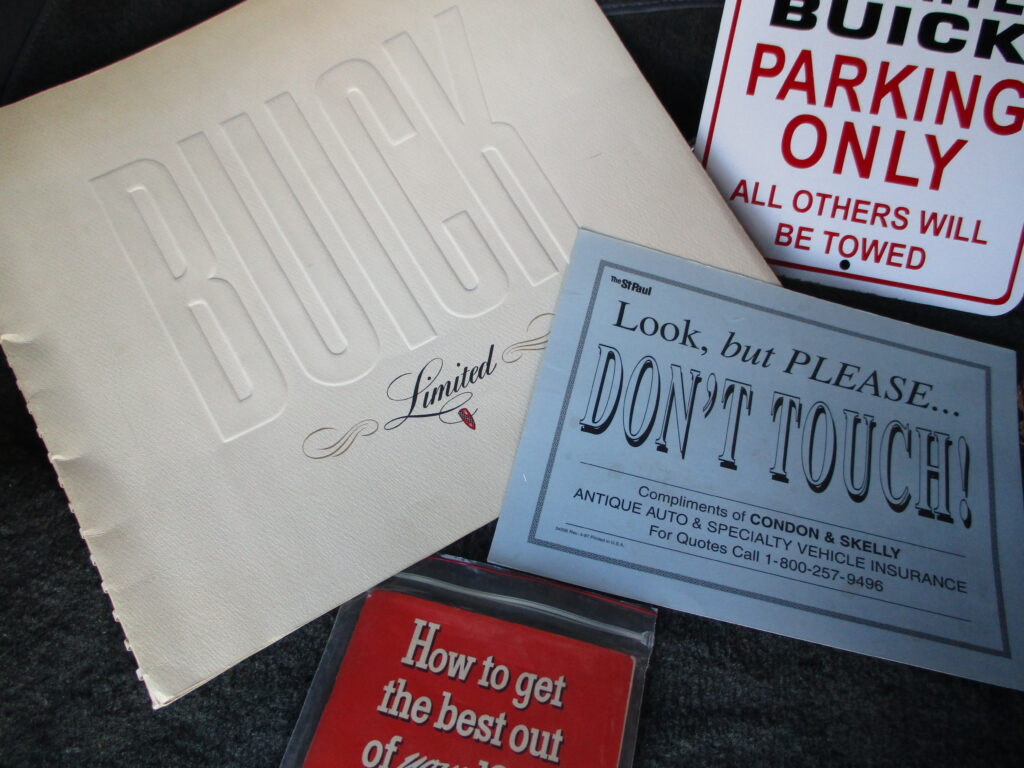 BUICK
Limited
BUICK
PARKING
ONLY
ALL OTHERS WILL
BE TOWED
The St Paul
Look, but PLEASE...
DON'T TOUCH!
Compliments of CONDON & SKELLY
ANTIQUE AUTO & SPECIALTY VEHICLE INSURANCE
For Quotes Call 1-800-257-9496
How to get
the best out
of